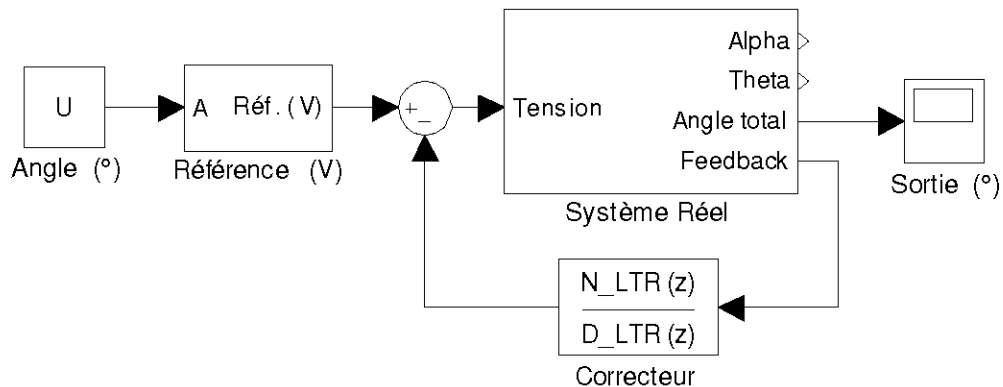 Alpha
Theta
U
A
Réf. (V)
+
_
Tension
Angle total
Feedback
Angle (°)
Référence (V)
Sortie (°)
Système Réel
N_LTR (z)
D_LTR (z)
Correcteur